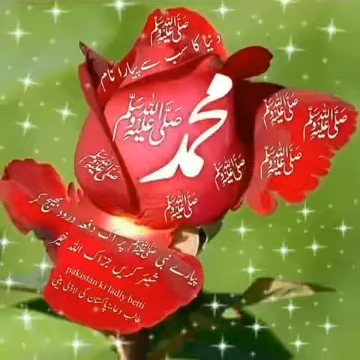 ﷺ
دنیا کا سب سے پیارا نام
ﷺ
محمد
ﷺ
ﷺ
ﷺ
ﷺ
ﷺ
ﷺ
پیارے نبی ﷺ پر اک دفعہ درود بھیج کر
شیئر کریں جزاک اللہ خیر
pakistan ki ladly betti
طالب دعا پاکستان کی لاڈلی بیٹی